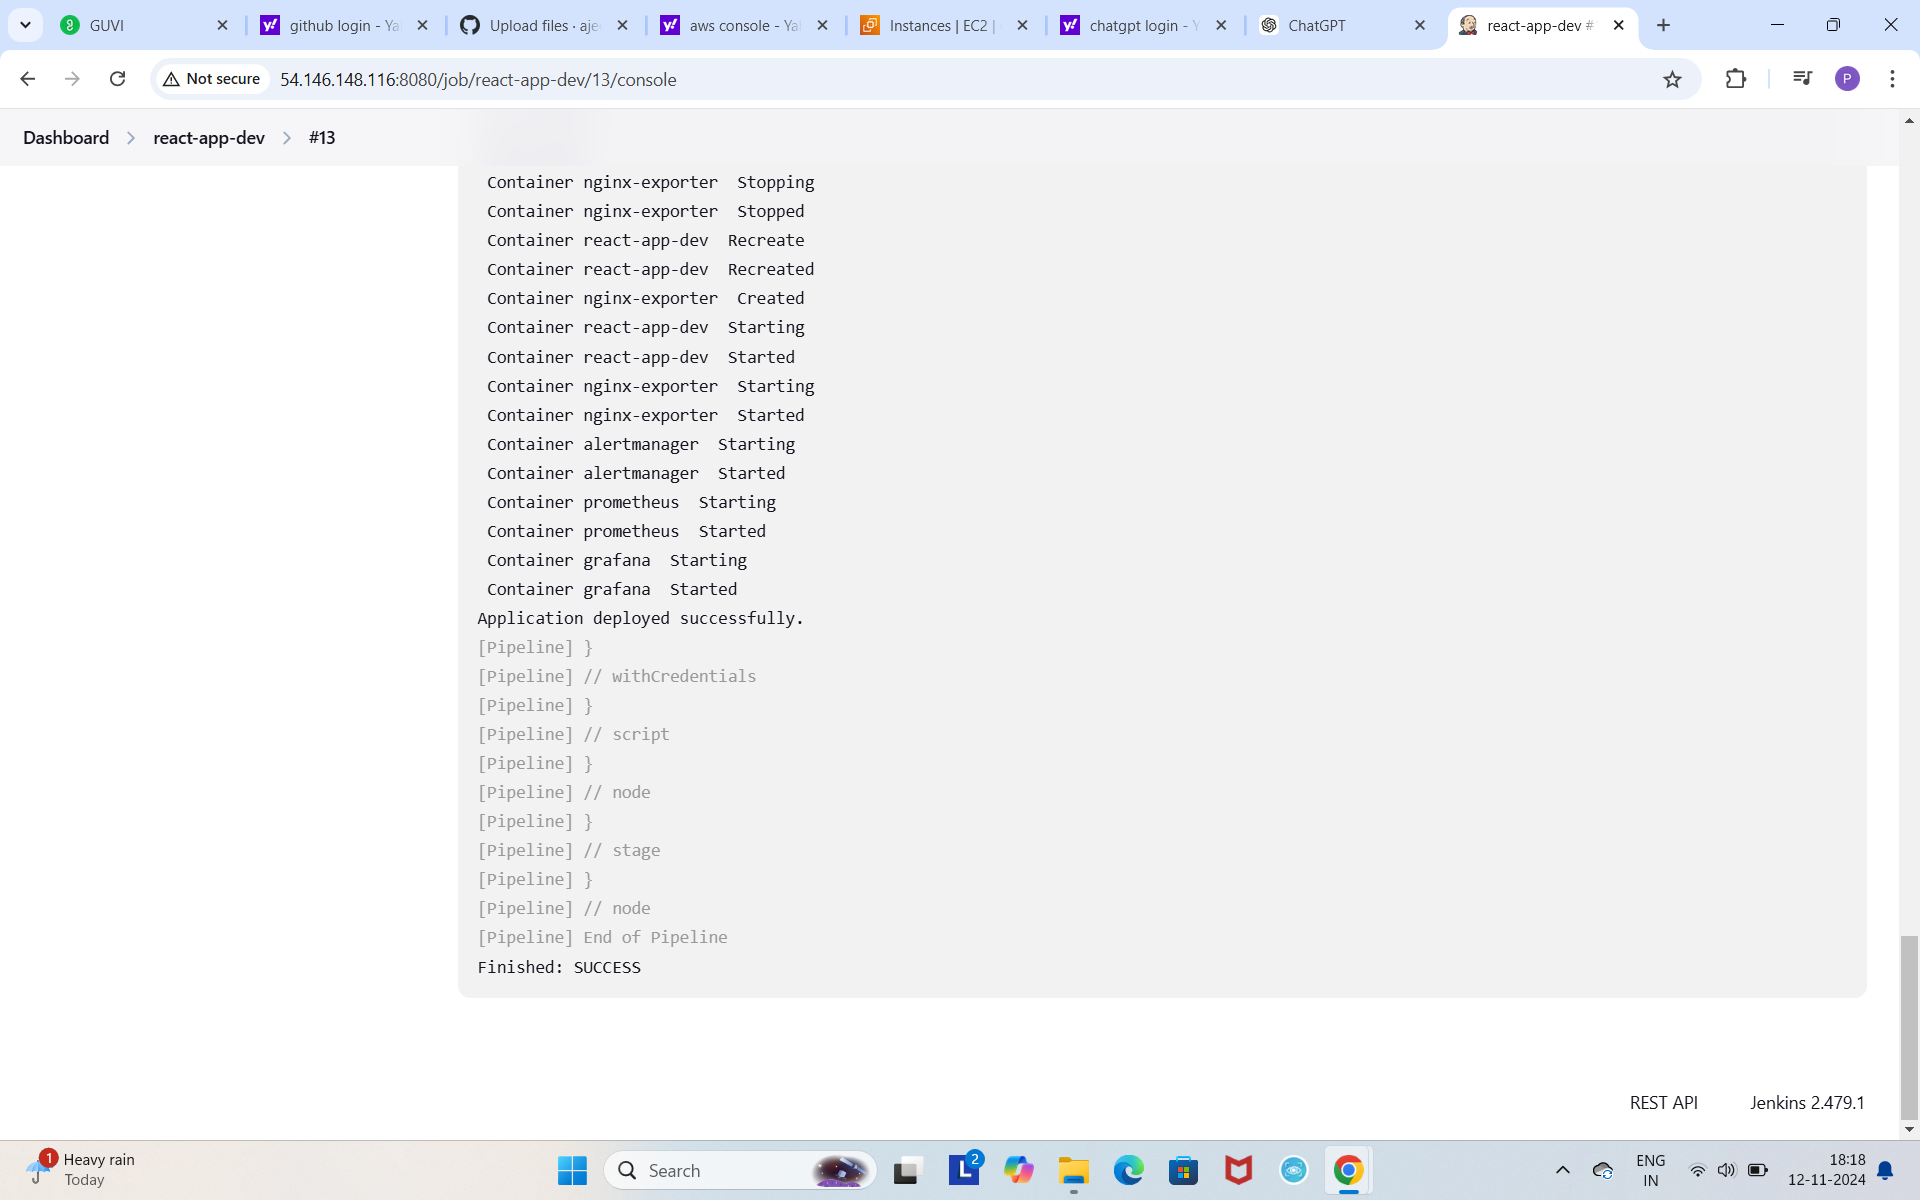 GUVI
github login - Ya
Upload files · aje
aws console - Ya
Instances | EC2 |
chatgpt login - Y
ChatGPT
react-app-dev #
Not secure
54.146.148.116:8080/job/react-app-dev/13/console
P
Dashboard
react-app-dev
#13
Container nginx-exporter  Stopping
Container nginx-exporter  Stopped
Container react-app-dev  Recreate
Container react-app-dev  Recreated
Container nginx-exporter  Created
Container react-app-dev  Starting
Container react-app-dev  Started
Container nginx-exporter  Starting
Container nginx-exporter  Started
Container alertmanager  Starting
Container alertmanager  Started
Container prometheus  Starting
Container prometheus  Started
Container grafana  Starting
Container grafana  Started
Application deployed successfully.
[Pipeline] }
[Pipeline] // withCredentials
[Pipeline] }
[Pipeline] // script
[Pipeline] }
[Pipeline] // node
[Pipeline] }
[Pipeline] // stage
[Pipeline] }
[Pipeline] // node
[Pipeline] End of Pipeline
Finished: SUCCESS
REST API
Jenkins 2.479.1
1
Heavy rain
Today
Search
L
2
ENG
IN
18:18
12-11-2024